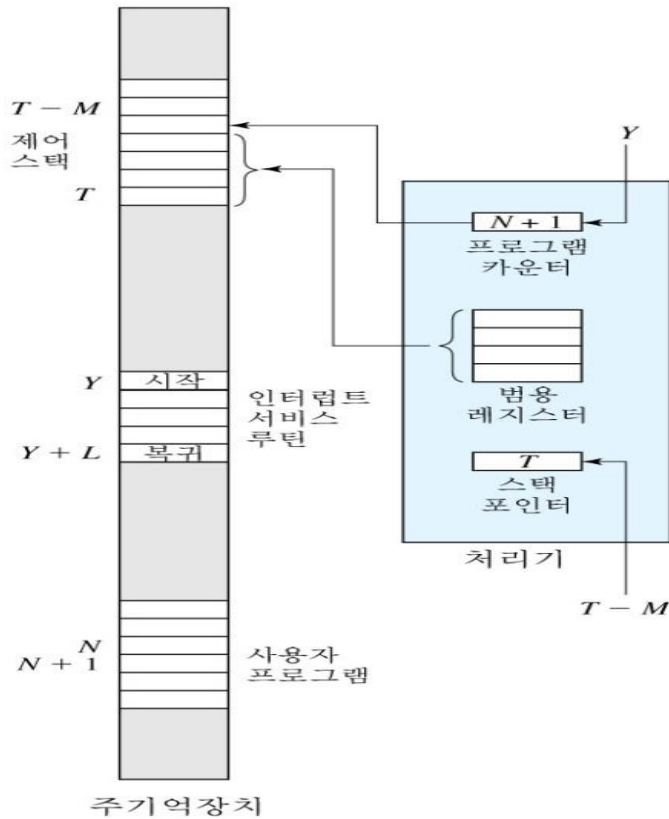 T − M
제어
스택
T
Y
N + 1
프로그램
카운터
범용
레지스터
T
스택
포인터
처리기
T − M
Y
시작
인터럽트
서비스
루틴
Y + L
복귀
N
N + 1
사용자
프로그램
주기억장치